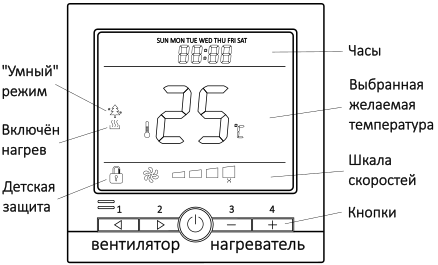 SUN MON TUE WED THU FRI SAT
88:88
Часы
"Умный"
режим
Выбранная
желаемая
температура
25 °C
Включён
нагрев
Шкала
скоростей
Детская
защита
1 2 3 4
Кнопки
− +
вентилятор нагреватель